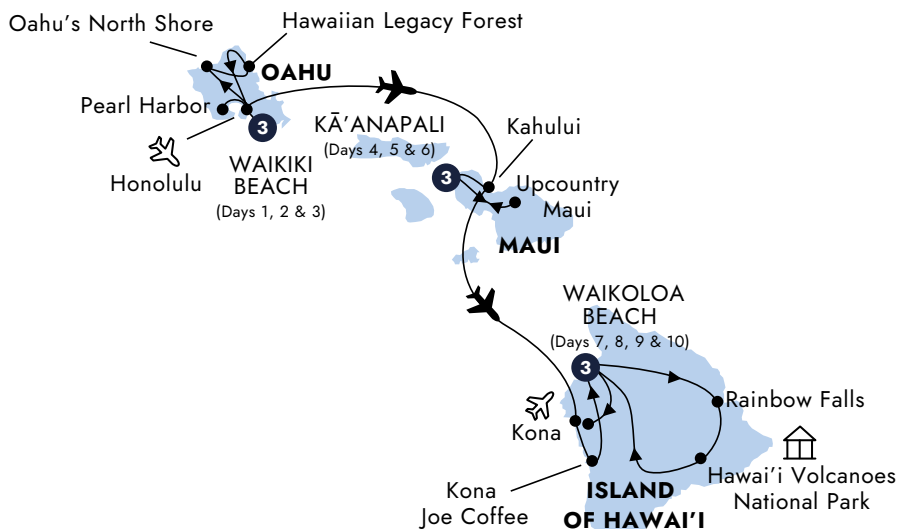 Oahu's North Shore
Hawaiian Legacy Forest
OAHU
Pearl Harbor
3
Honolulu
WAIKIKI
BEACH
(Days 1, 2 & 3)
KĀ'ANAPALI
(Days 4, 5 & 6)
Kahului
3
Upcountry
Maui
MAUI
WAIKOLOA
BEACH
(Days 7, 8, 9 & 10)
3
Rainbow Falls
Kona
Hawai'i Volcanoes
National Park
Kona
Joe Coffee
ISLAND
OF HAWAI'I